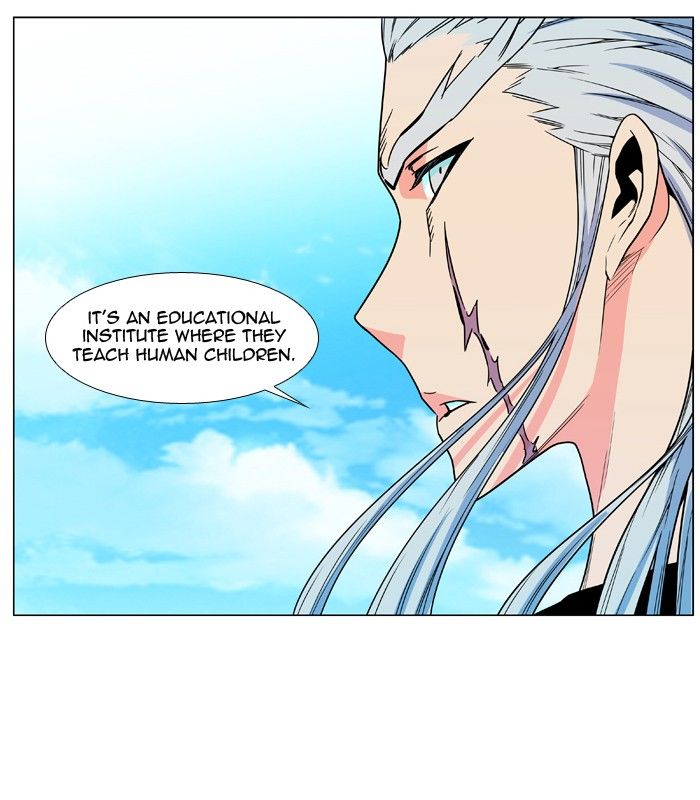 IT'S AN EDUCATIONAL
INSTITUTE WHERE THEY
TEACH HUMAN CHILDREN.